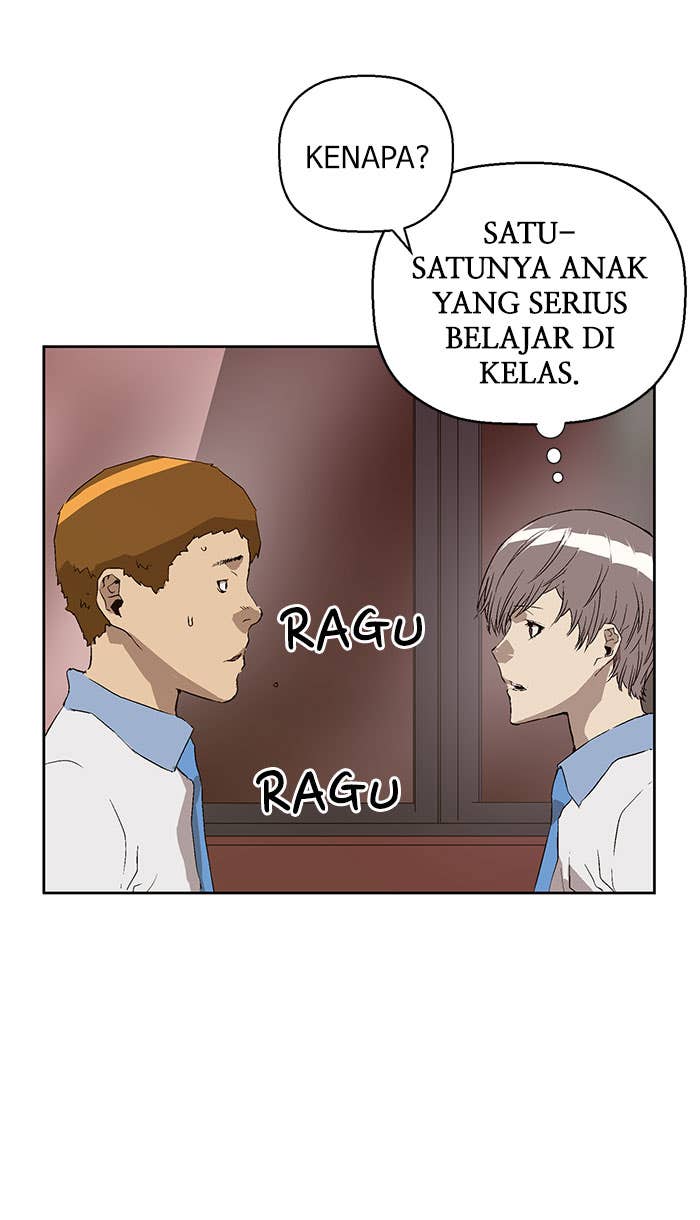 KENAPA?
SATU-
SATUNYA ANAK
YANG SERIUS
BELAJAR DI
KELAS.
RAGU
RAGU